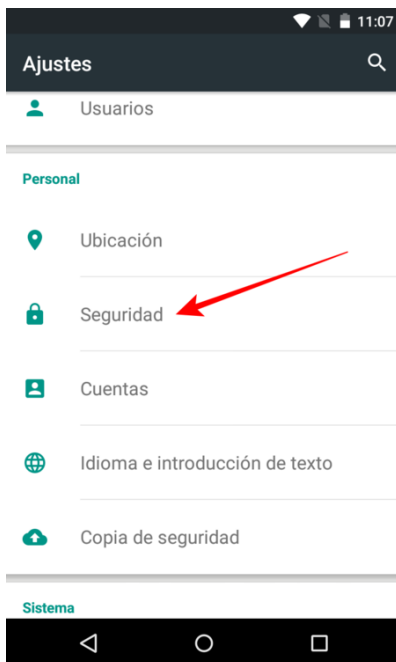 11:07
Ajustes
Usuarios
Personal
Ubicación
Seguridad
Cuentas
Idioma e introducción de texto
Copia de seguridad
Sistema